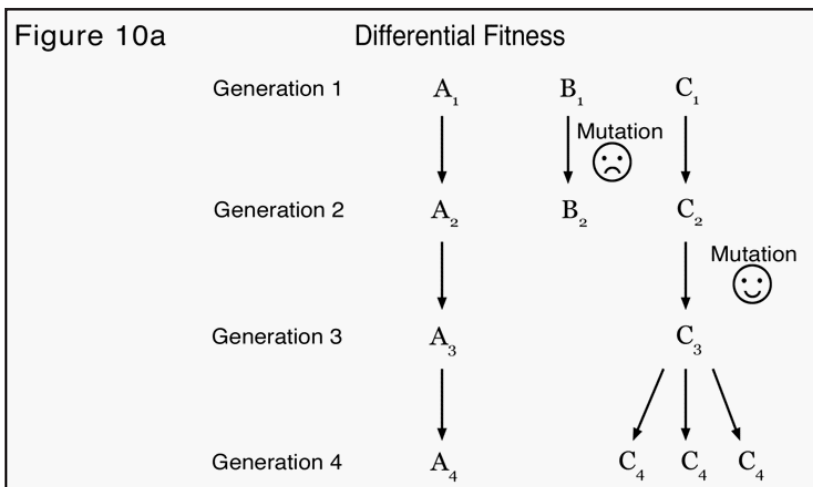 Figure 10a Differential Fitness
Generation 1 A₁ B₁ C₁
Mutation
Generation 2 A₂ B₂ C₂
Mutation
Generation 3 A₃ C₃
Generation 4 A₄ C₄ C₄ C₄